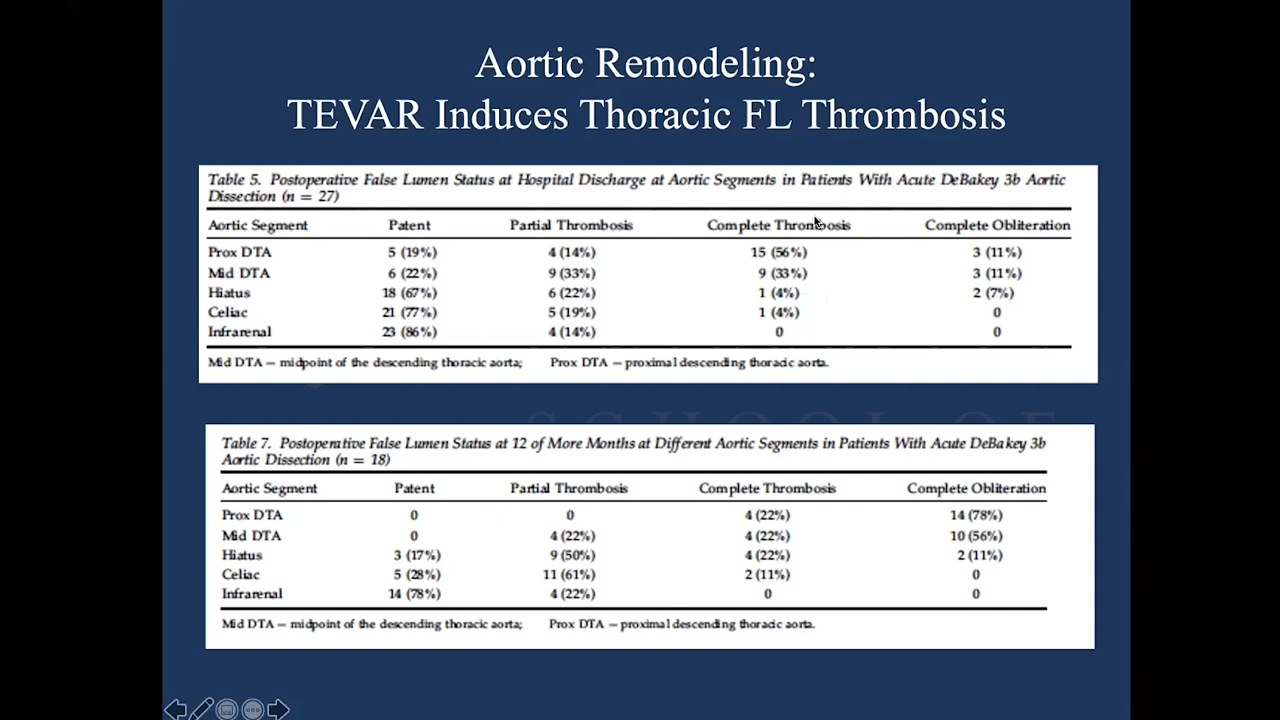 Aortic Remodeling:
TEVAR Induces Thoracic FL Thrombosis
Table 5. Postoperative False Lumen Status at Hospital Discharge at Aortic Segments in Patients With Acute DeBakey 3b Aortic
Dissection (n = 27)
Aortic Segment Patent Partial Thrombosis Complete Thrombosis Complete Obliteration
Prox DTA 5 (19%) 4 (14%) 15 (56%) 3 (11%)
Mid DTA 6 (22%) 9 (33%) 9 (33%) 3 (11%)
Hiatus 18 (67%) 6 (22%) 1 (4%) 2 (7%)
Celiac 21 (77%) 5 (19%) 1 (4%) 0
Infrarenal 23 (86%) 4 (14%) 0 0
Mid DTA = midpoint of the descending thoracic aorta; Prox DTA = proximal descending thoracic aorta.
SCHOOL OF
Table 7. Postoperative False Lumen Status at 12 of More Months at Different Aortic Segments in Patients With Acute DeBakey 3b
Aortic Dissection (n = 18)
Aortic Segment Patent Partial Thrombosis Complete Thrombosis Complete Obliteration
Prox DTA 0 0 4 (22%) 14 (78%)
Mid DTA 0 4 (22%) 4 (22%) 10 (56%)
Hiatus 3 (17%) 9 (50%) 4 (22%) 2 (11%)
Celiac 5 (28%) 11 (61%) 2 (11%) 0
Infrarenal 14 (78%) 4 (22%) 0 0
Mid DTA = midpoint of the descending thoracic aorta; Prox DTA = proximal descending thoracic aorta.